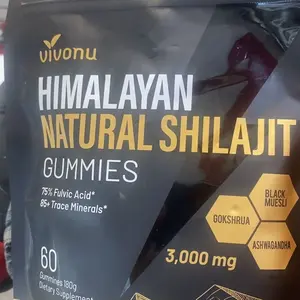 vivonu
HIMALAYAN
NATURAL SHILAJIT
GUMMIES
75% Fulvic Acid*
85+ Trace Minerals*
BLACK
MUESLI
GOKSHRUA
ASHWAGANDHA
60
3,000 mg
Gummies 180g
Dietary Supplement